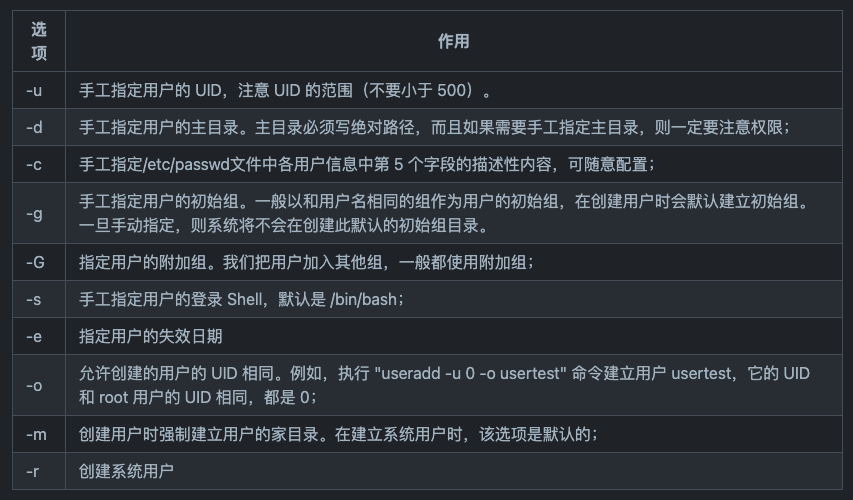 选
项
作用
-u
手工指定用户的 UID，注意 UID 的范围（不要小于 500）。
-d
手工指定用户的主目录。主目录必须写绝对路径，而且如果需要手工指定主目录，则一定要注意权限；
-c
手工指定/etc/passwd文件中各用户信息中第 5 个字段的描述性内容，可随意配置；
-g
手工指定用户的初始组。一般以和用户名相同的组作为用户的初始组，在创建用户时会默认建立初始组。
一旦手动指定，则系统将不会在创建此默认的初始组目录。
-G
指定用户的附加组。我们把用户加入其他组，一般都使用附加组；
-s
手工指定用户的登录 Shell，默认是 /bin/bash；
-e
指定用户的失效日期
-o
允许创建的用户的 UID 相同。例如，执行 "useradd -u 0 -o usertest" 命令建立用户 usertest，它的 UID
和 root 用户的 UID 相同，都是 0；
-m
创建用户时强制建立用户的家目录。在建立系统用户时，该选项是默认的；
-r
创建系统用户